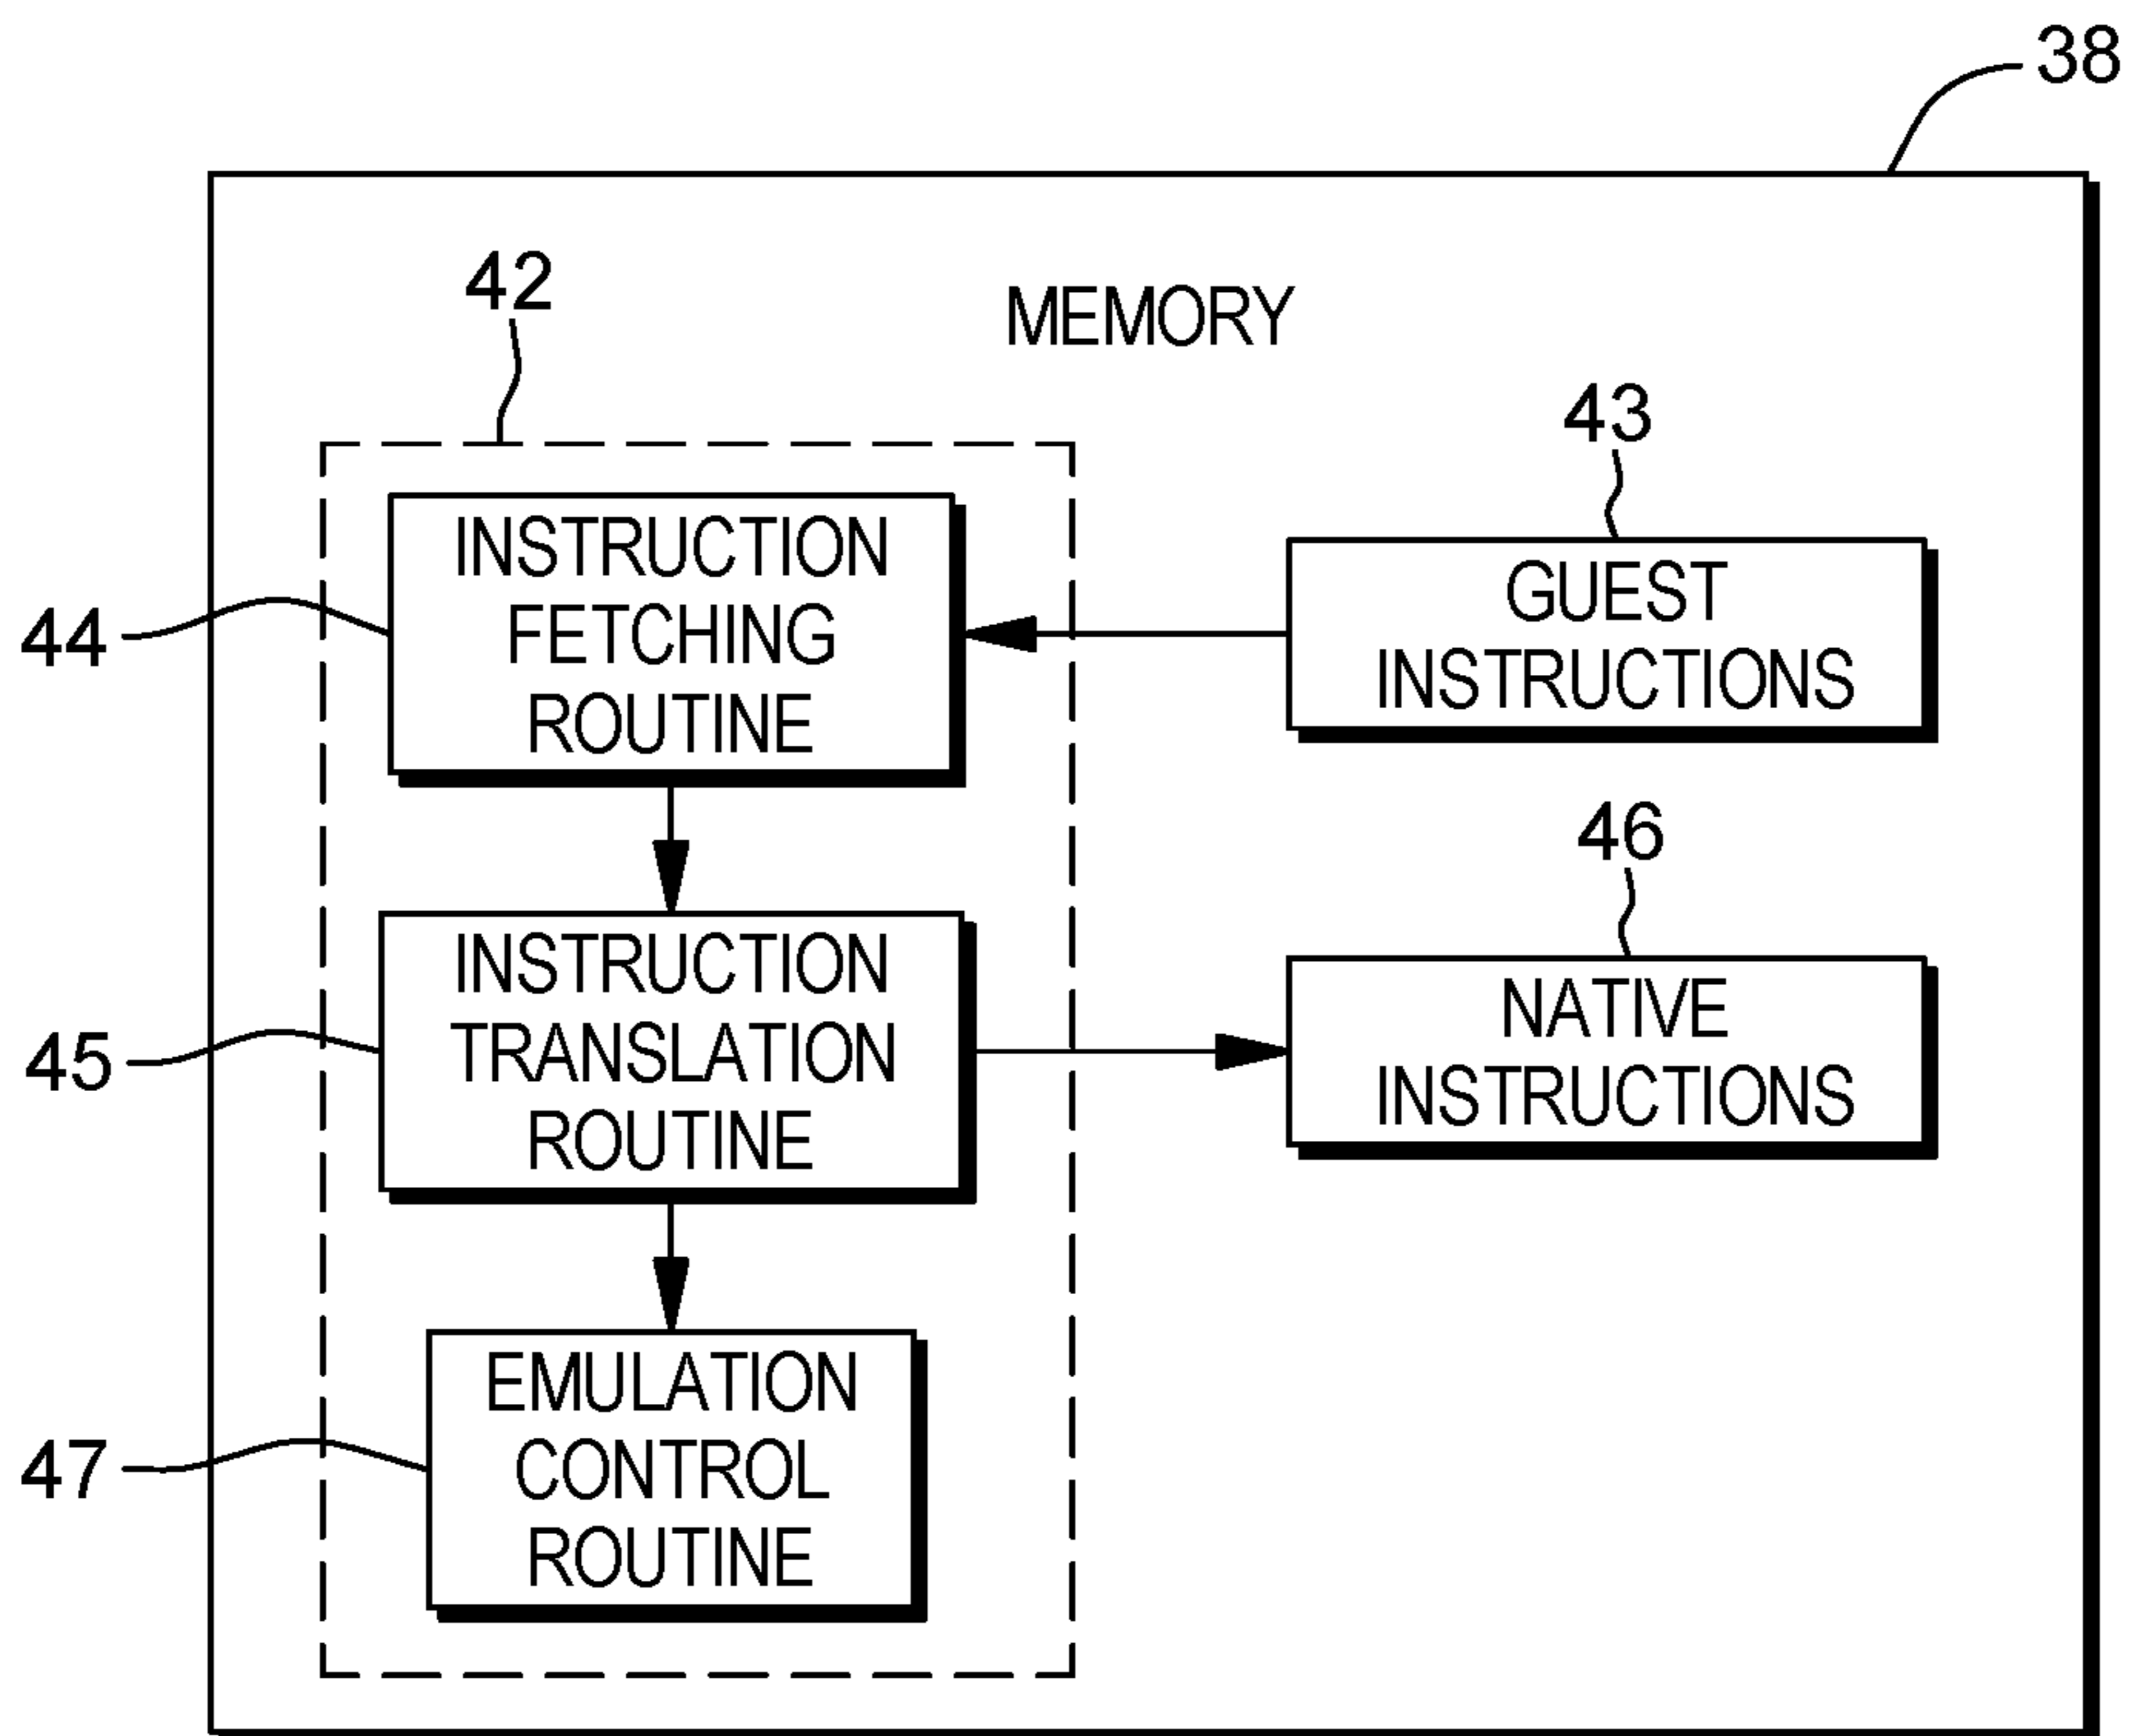 38
MEMORY
42
43
INSTRUCTION
FETCHING
ROUTINE
44
GUEST
INSTRUCTIONS
46
INSTRUCTION
TRANSLATION
ROUTINE
45
NATIVE
INSTRUCTIONS
EMULATION
CONTROL
ROUTINE
47